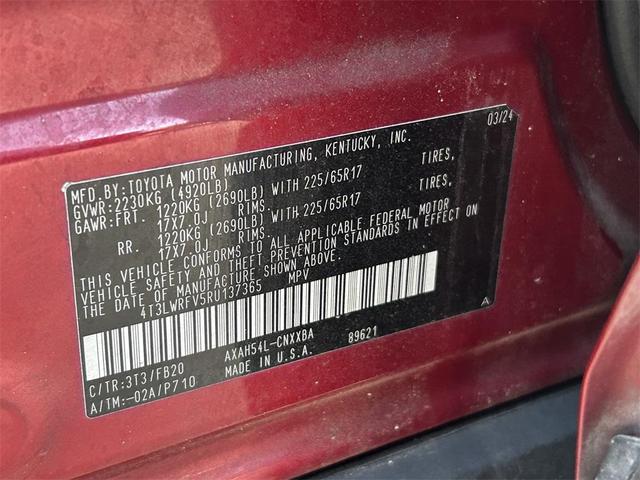 03/24
MFD.BY:TOYOTA MOTOR MANUFACTURING, KENTUCKY, INC.
GVWR:2230KG (4920LB)
GAWR:FRT. 1220KG (2690LB) WITH 225/65R17 TIRES,
17X7.0J RIMS.
RR. 1220KG (2690LB) WITH 225/65R17 TIRES,
17X7.0J RIMS.
THIS VEHICLE CONFORMS TO ALL APPLICABLE FEDERAL MOTOR
VEHICLE SAFETY AND THEFT PREVENTION STANDARDS IN EFFECT ON
THE DATE OF MANUFACTURE SHOWN ABOVE.
4T3LWRFV5RU137365 MPV
A
C/TR:3T3/FB20 AXAH54L-CNXXBA 89621
A/TM:-02A/P710 MADE IN U.S.A.